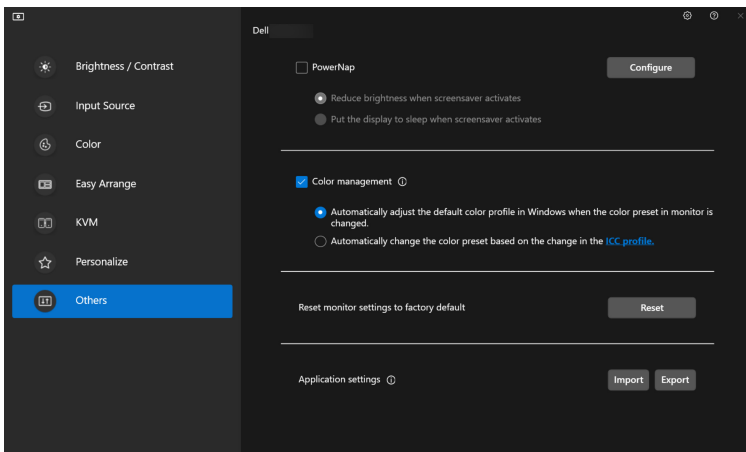 Dell
Brightness / Contrast
Input Source
Color
Easy Arrange
KVM
Personalize
Others
PowerNap
Configure
Reduce brightness when screensaver activates
Put the display to sleep when screensaver activates
Color management
Automatically adjust the default color profile in Windows when the color preset in monitor is
changed.
Automatically change the color preset based on the change in the ICC profile.
Reset monitor settings to factory default
Reset
Application settings
Import
Export